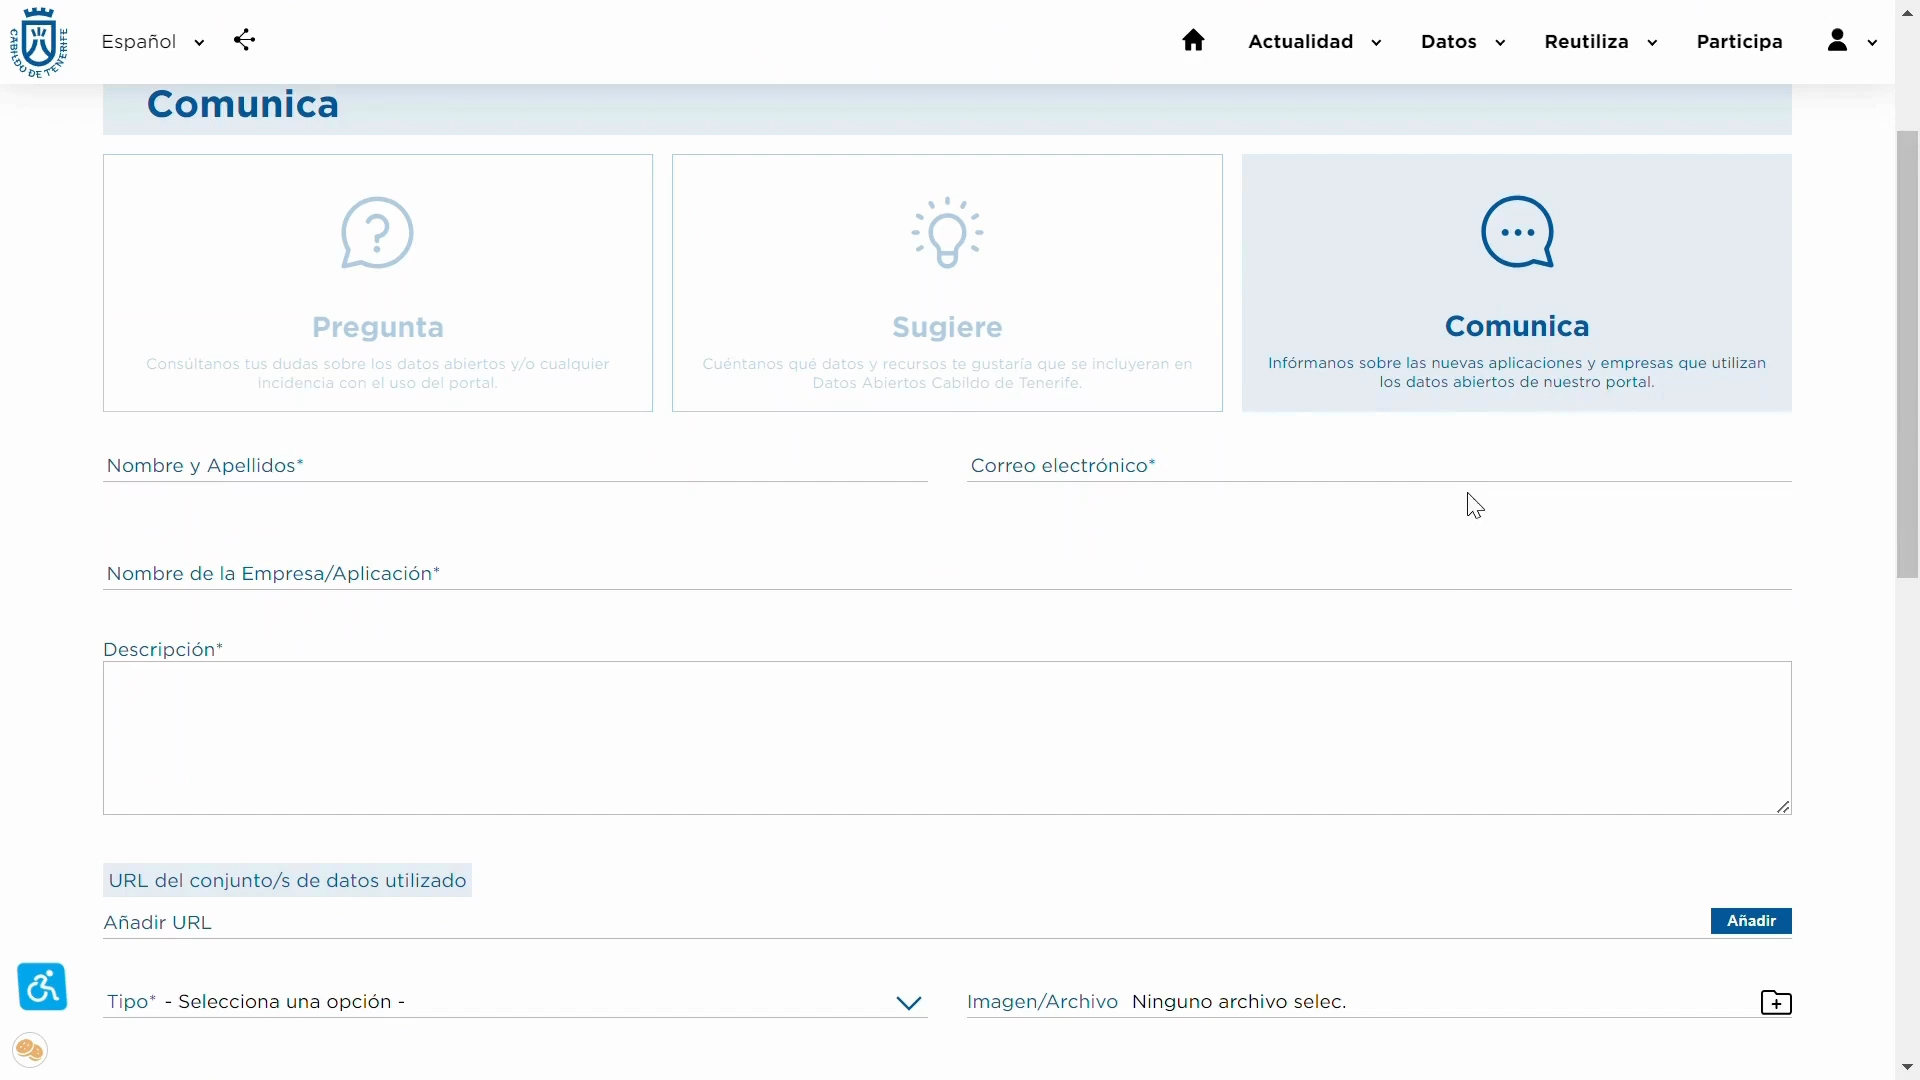 CABILDO DE TENERIFE
Español
Actualidad
Datos
Reutiliza
Participa
Comunica
Pregunta
Consúltanos tus dudas sobre los datos abiertos y/o cualquier
incidencia con el uso del portal.
Sugiere
Cuéntanos qué datos y recursos te gustaría que se incluyeran en
Datos Abiertos Cabildo de Tenerife.
Comunica
Infórmanos sobre las nuevas aplicaciones y empresas que utilizan
los datos abiertos de nuestro portal.
Nombre y Apellidos*
Correo electrónico*
Nombre de la Empresa/Aplicación*
Descripción*
URL del conjunto/s de datos utilizado
Añadir URL
Añadir
Tipo* - Selecciona una opción -
Imagen/Archivo Ninguno archivo selec.